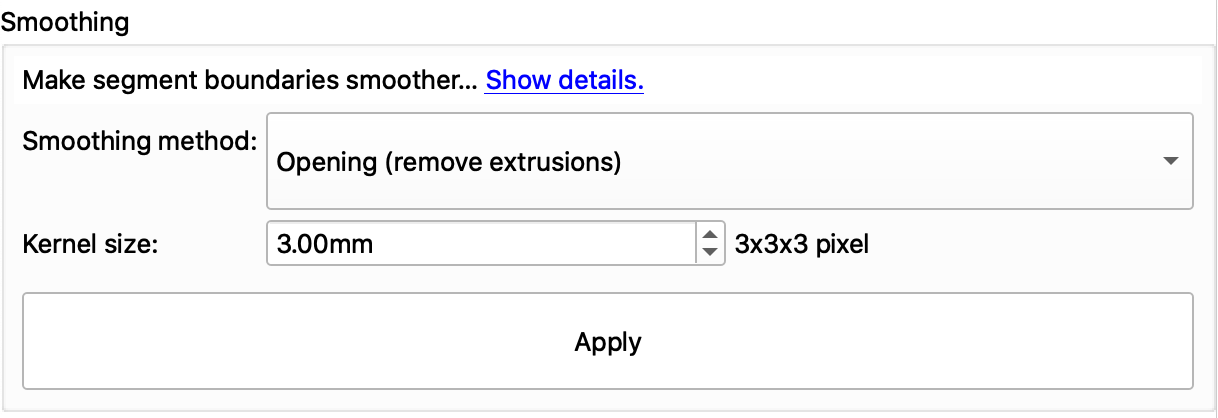 Smoothing
Make segment boundaries smoother... Show details.
Smoothing method:
Opening (remove extrusions)
Kernel size: 3.00mm 3x3x3 pixel
Apply